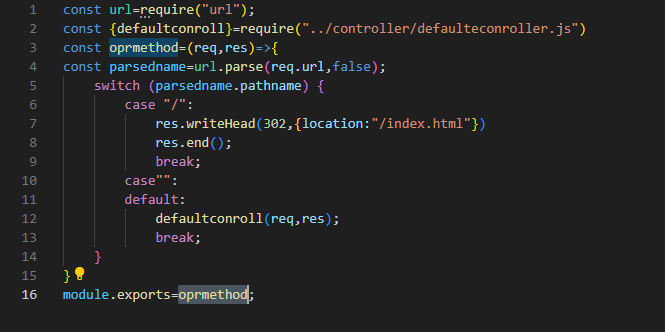 1 const url=require("url");
2 const {defaultconroll}=require("../controller/defaulteconroller.js")
3 const oprmethod=(req,res)=>{
4 const parsedname=url.parse(req.url,false);
5 switch (parsedname.pathname) {
6 case "/":
7 res.writeHead(302,{location:"/index.html"})
8 res.end();
9 break;
10 case"":
11 default:
12 defaultconroll(req,res);
13 break;
14 }
15 }
16 module.exports=oprmethod;